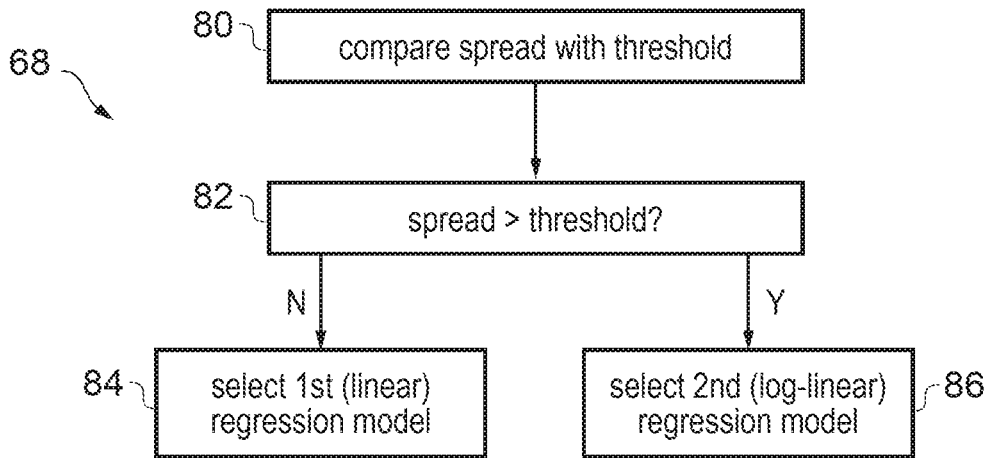 80
compare spread with threshold
68
82
spread > threshold?
N
Y
84
select 1st (linear)
regression model
select 2nd (log-linear)
regression model
86